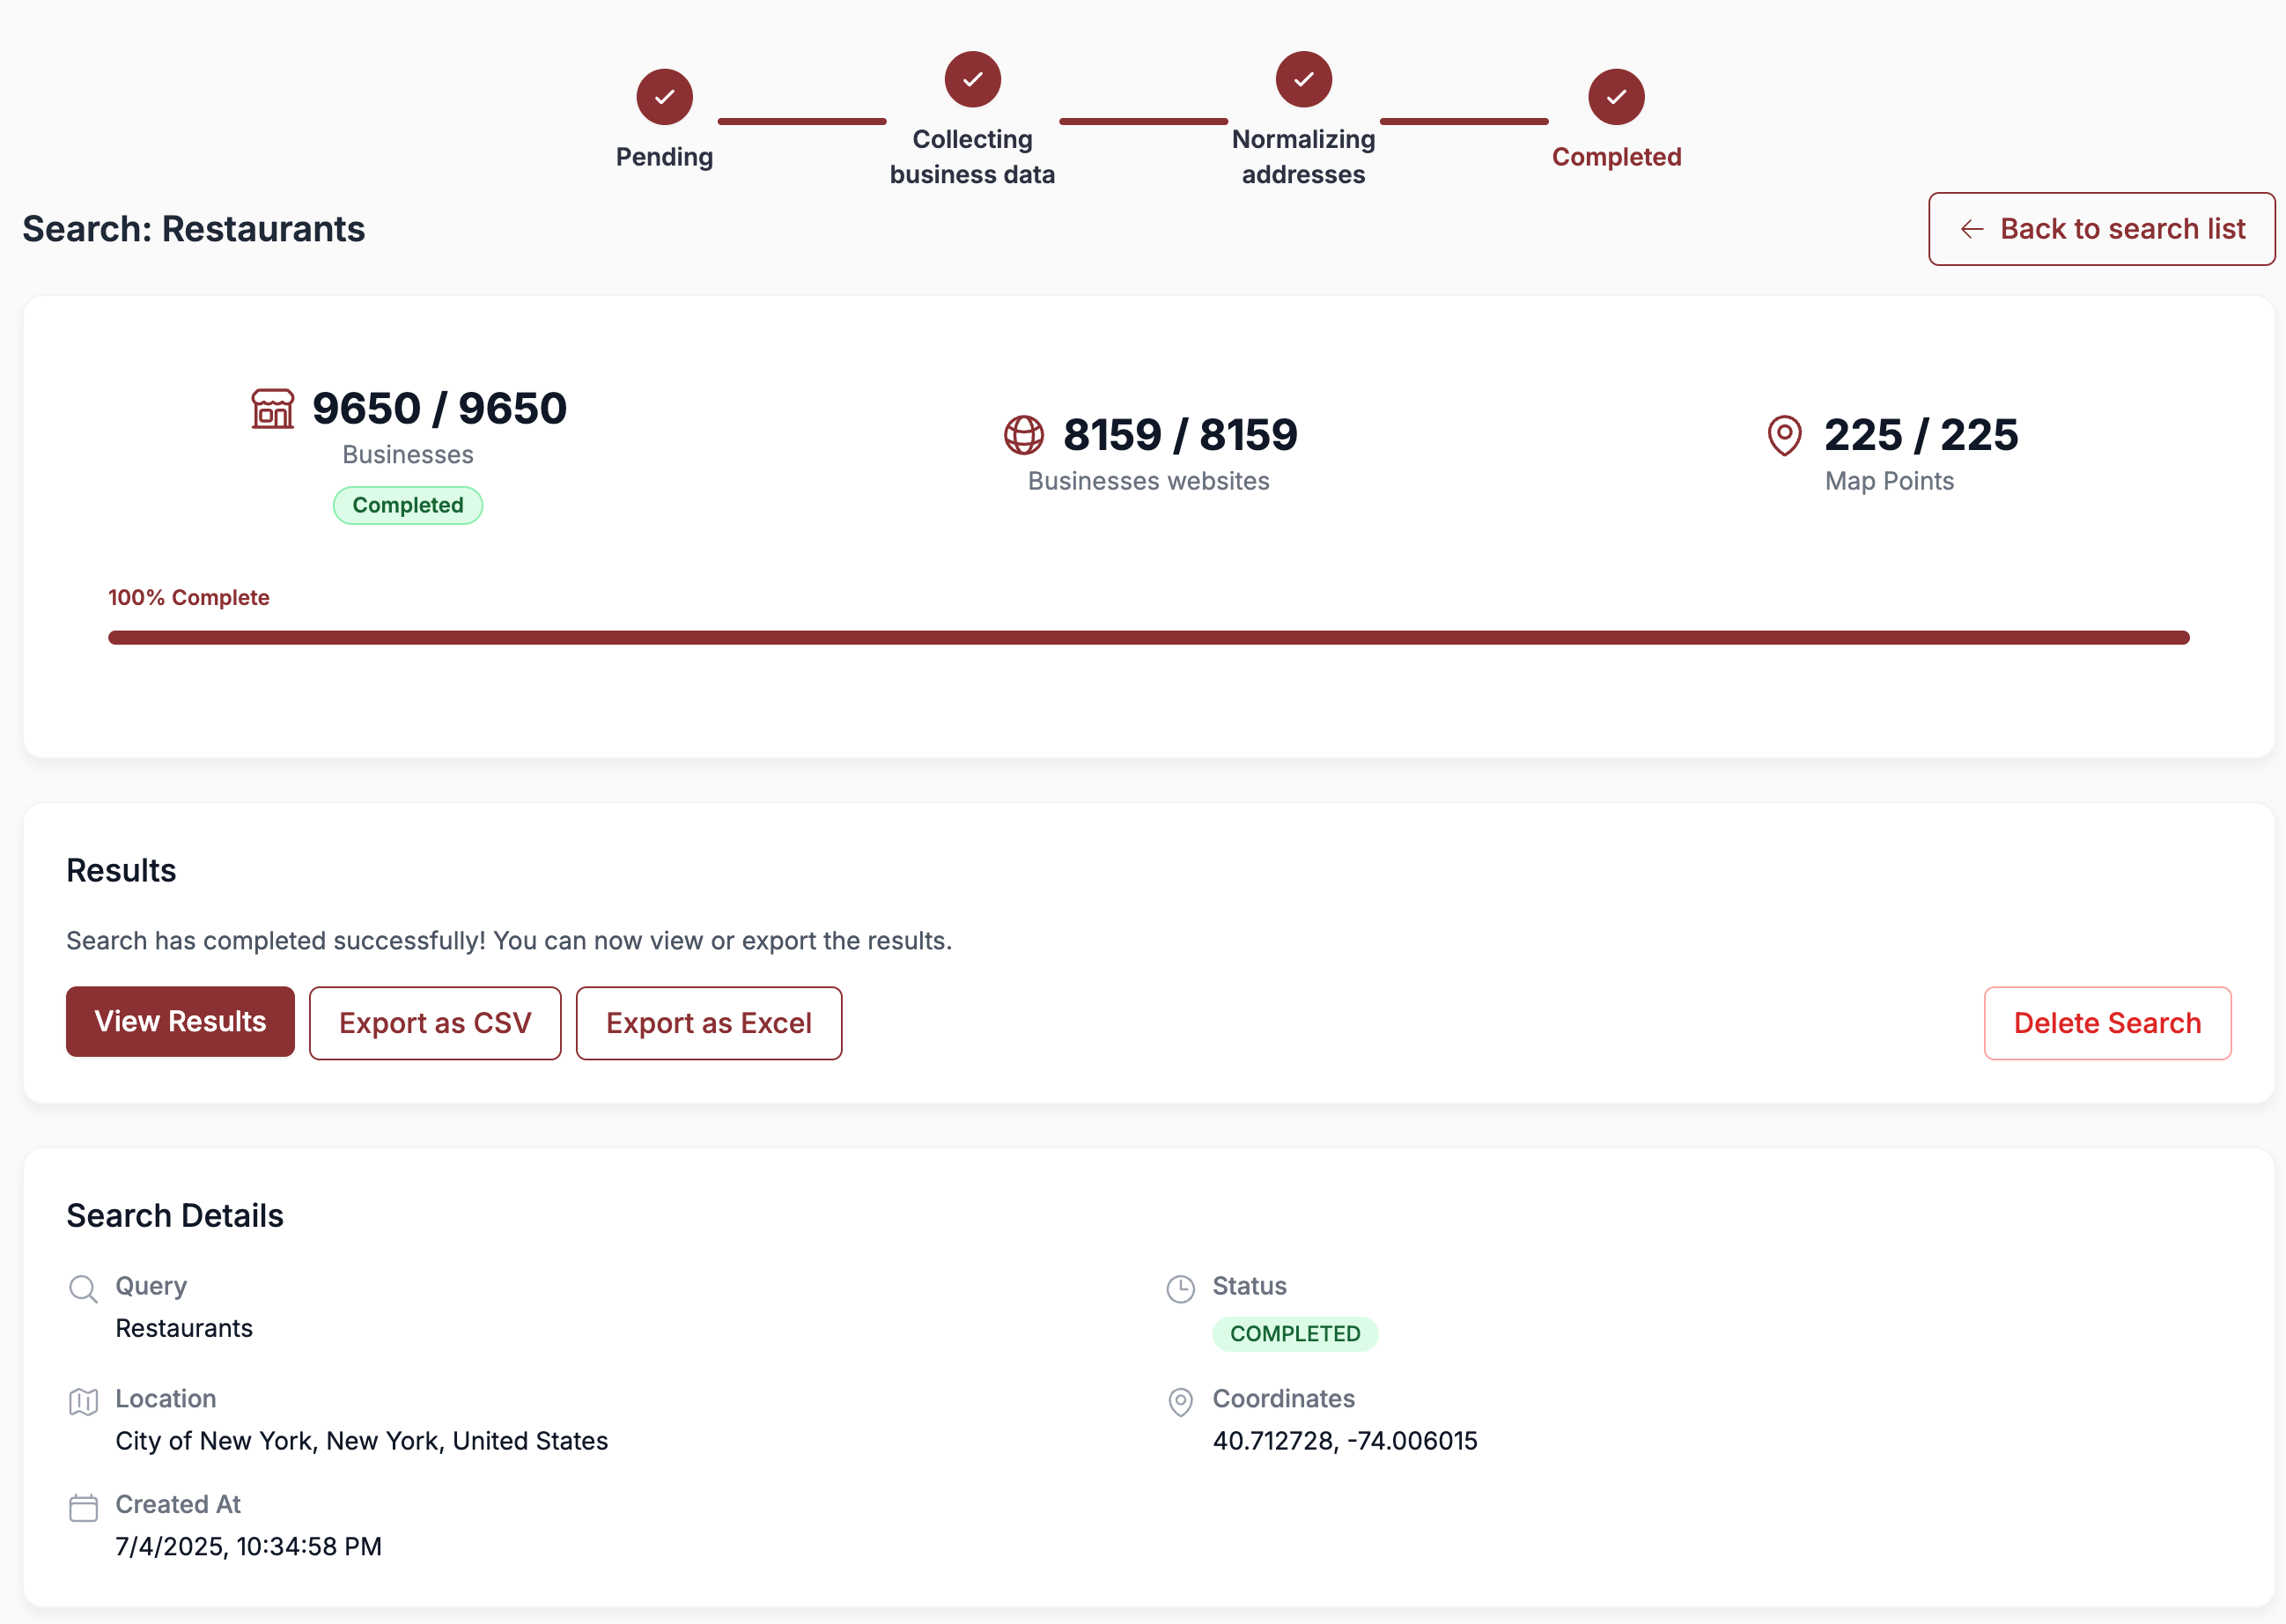 Pending
Collecting
business data
Normalizing
addresses
Completed
Search: Restaurants
Back to search list
9650 / 9650
Businesses
Completed
8159 / 8159
Businesses websites
225 / 225
Map Points
100% Complete
Results
Search has completed successfully! You can now view or export the results.
View Results
Export as CSV
Export as Excel
Delete Search
Search Details
Query
Restaurants
Status
COMPLETED
Location
City of New York, New York, United States
Coordinates
40.712728, -74.006015
Created At
7/4/2025, 10:34:58 PM